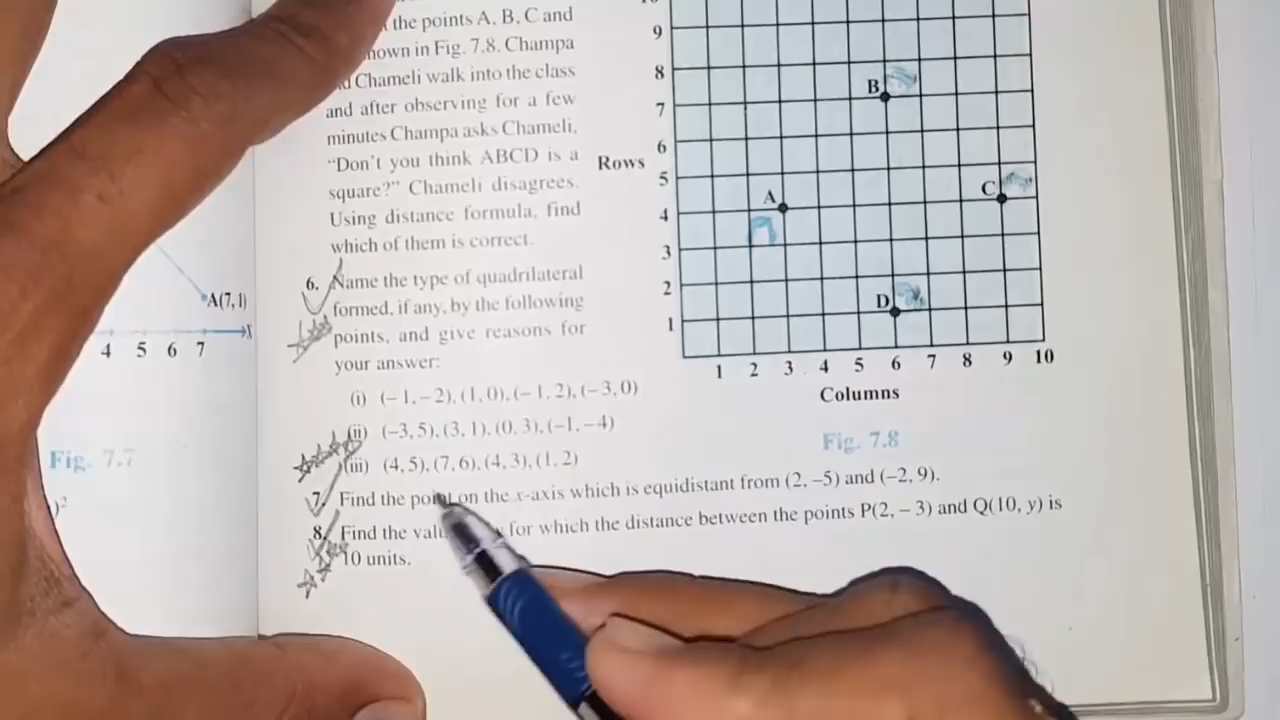 the points A, B, C and
in Fig. 7.8. Champa
Chameli walk into the class
and after observing for a few
minutes Champa asks Chameli,
“Don't you think ABCD is a
square?” Chameli disagrees.
Using distance formula, find
which of them is correct.
6. Name the type of quadrilateral
formed, if any, by the following
points, and give reasons for
your answer:
(i) (– 1, – 2), (1, 0), (– 1, 2), (– 3, 0)
(ii) (–3, 5), (3, 1), (0, 3), (–1, –4)
(iii) (4, 5), (7, 6), (4, 3), (1, 2)
7. Find the point on the x-axis which is equidistant from (2, –5) and (–2, 9).
8. Find the for which the distance between the points P(2, – 3) and Q(10, y) is
10 units.
9
8
7
6
5
4
3
2
1
Rows
A
B
C
D
1 2 3 4 5 6 7 8 9 10
Columns
Fig. 7.8
A(7, 1)
4 5 6 7
X
Fig. 7.7
)²